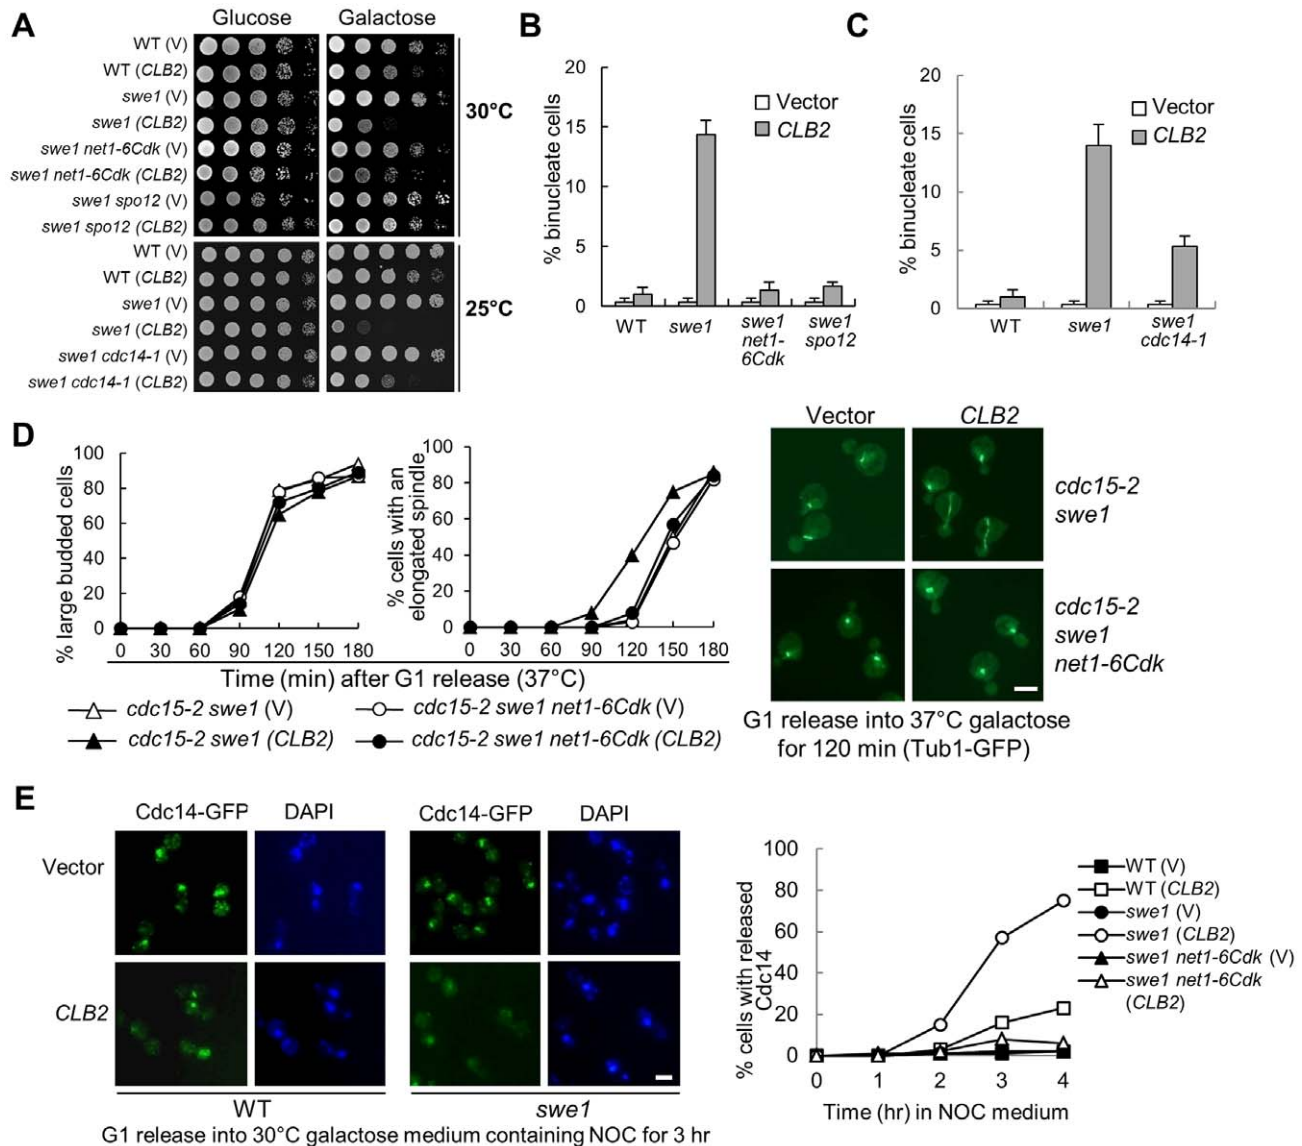 A
Glucose
Galactose
WT (V)
WT (CLB2)
swe1 (V)
swe1 (CLB2)
swe1 net1-6Cdk (V)
swe1 net1-6Cdk (CLB2)
swe1 spo12 (V)
swe1 spo12 (CLB2)
30°C
WT (V)
WT (CLB2)
swe1 (V)
swe1 (CLB2)
swe1 cdc14-1 (V)
swe1 cdc14-1 (CLB2)
25°C
B
% binucleate cells
20
15
10
5
0
Vector
CLB2
WT
swe1
swe1
net1-
6Cdk
swe1
spo12
C
% binucleate cells
20
15
10
5
0
Vector
CLB2
WT
swe1
swe1
cdc14-1
D
% large budded cells
100
80
60
40
20
0
0 30 60 90 120 150 180
% cells with an
elongated spindle
100
80
60
40
20
0
0 30 60 90 120 150 180
Time (min) after G1 release (37°C)
cdc15-2 swe1 (V)
cdc15-2 swe1 net1-6Cdk (V)
cdc15-2 swe1 (CLB2)
cdc15-2 swe1 net1-6Cdk (CLB2)
Vector
CLB2
cdc15-2
swe1
cdc15-2
swe1
net1-6Cdk
G1 release into 37°C galactose
for 120 min (Tub1-GFP)
E
Cdc14-GFP
DAPI
Cdc14-GFP
DAPI
Vector
CLB2
WT
swe1
G1 release into 30°C galactose medium containing NOC for 3 hr
% cells with released
Cdc14
100
80
60
40
20
0
0 1 2 3 4
Time (hr) in NOC medium
WT (V)
WT (CLB2)
swe1 (V)
swe1 (CLB2)
swe1 net1-6Cdk (V)
swe1 net1-6Cdk
(CLB2)